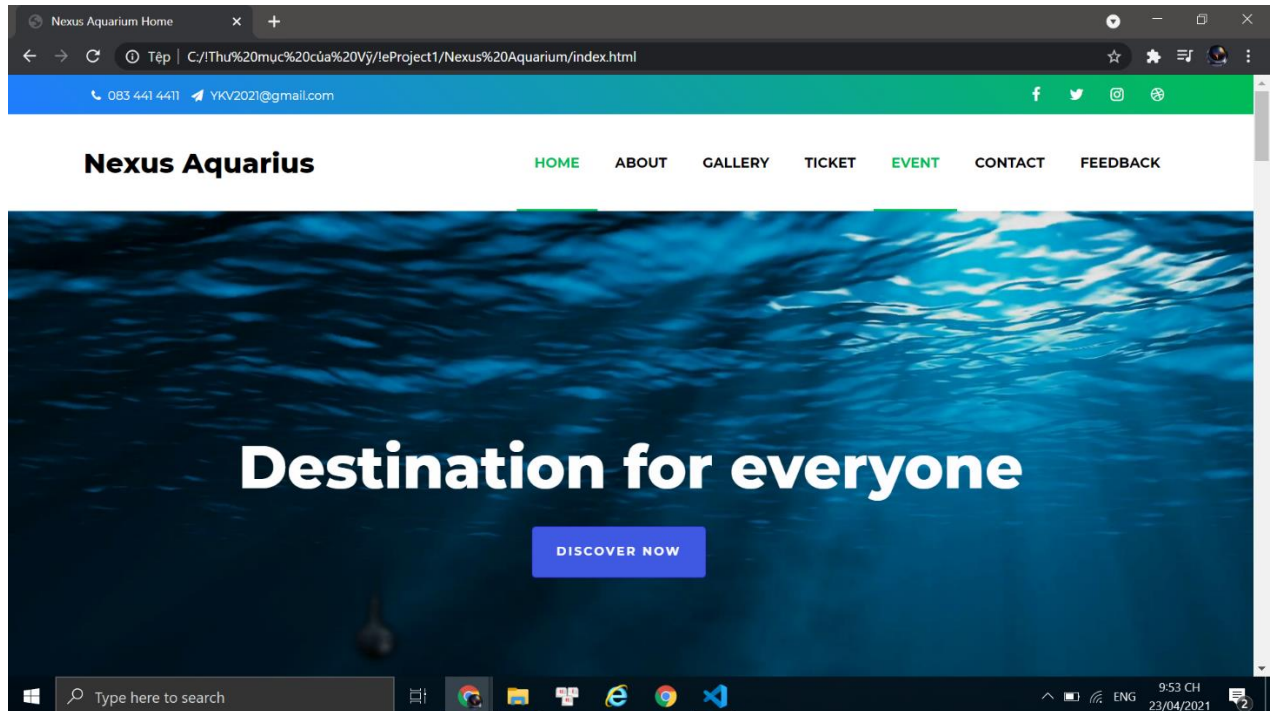 Nexus Aquarium Home
Tệp | C:/!Thư%20mục%20của%20Vỹ/!eProject1/Nexus%20Aquarium/index.html
083 441 4411 YKV2021@gmail.com
Nexus Aquarius HOME ABOUT GALLERY TICKET EVENT CONTACT FEEDBACK
Destination for everyone
DISCOVER NOW
Type here to search ENG 9:53 CH
23/04/2021 2